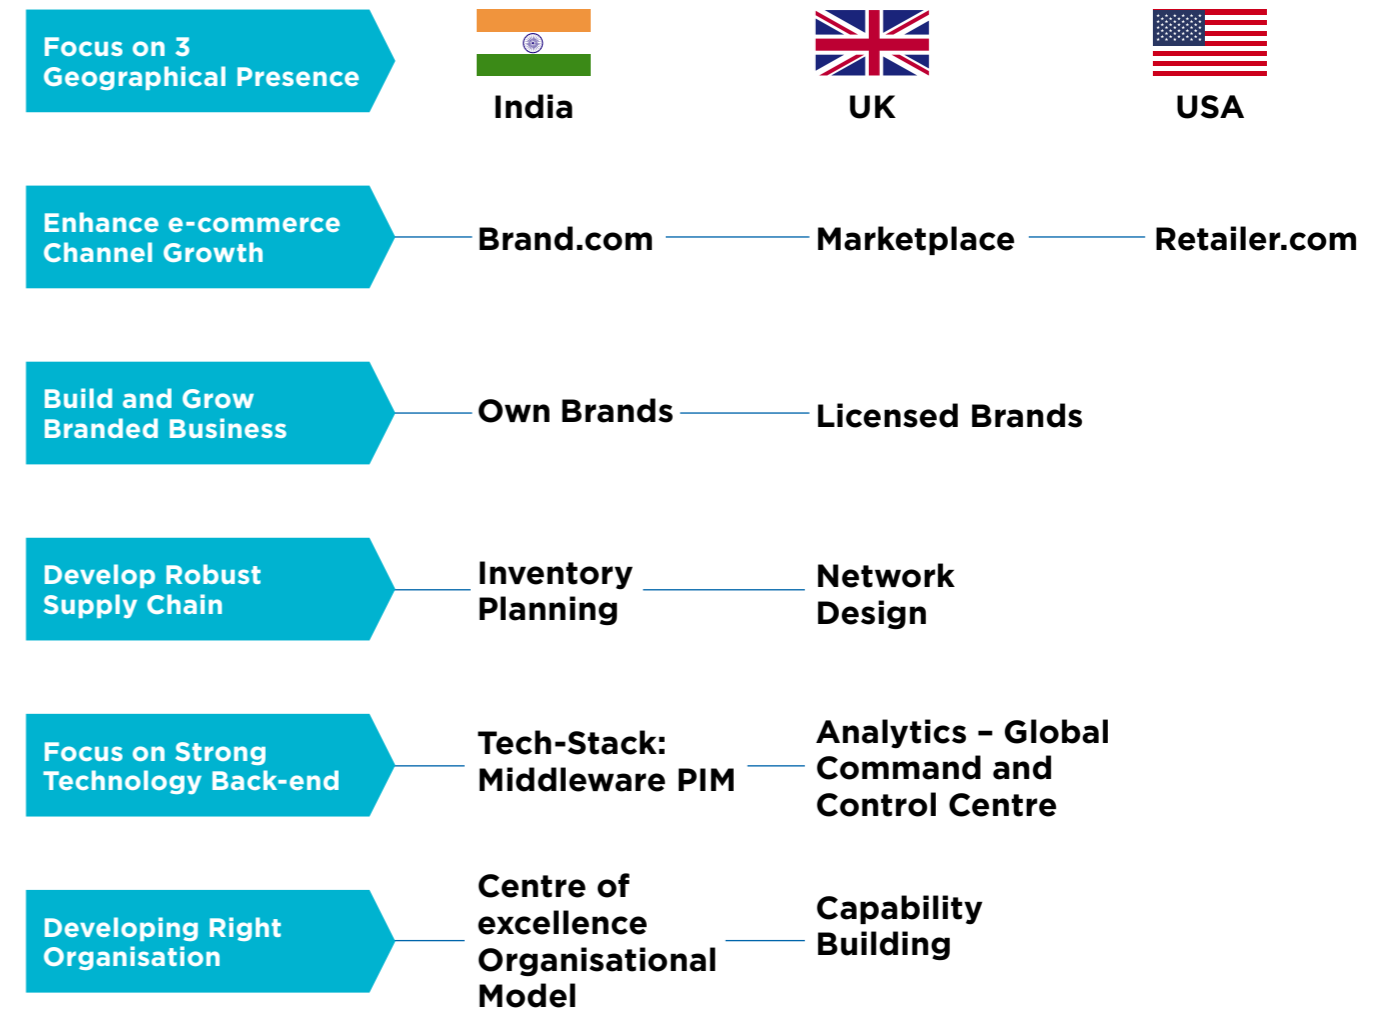 Focus on 3
Geographical Presence
India
UK
USA
Enhance e-commerce
Channel Growth
Brand.com
Marketplace
Retailer.com
Build and Grow
Branded Business
Own Brands
Licensed Brands
Develop Robust
Supply Chain
Inventory
Planning
Network
Design
Focus on Strong
Technology Back-end
Tech-Stack:
Middleware PIM
Analytics – Global
Command and
Control Centre
Developing Right
Organisation
Centre of
excellence
Organisational
Model
Capability
Building